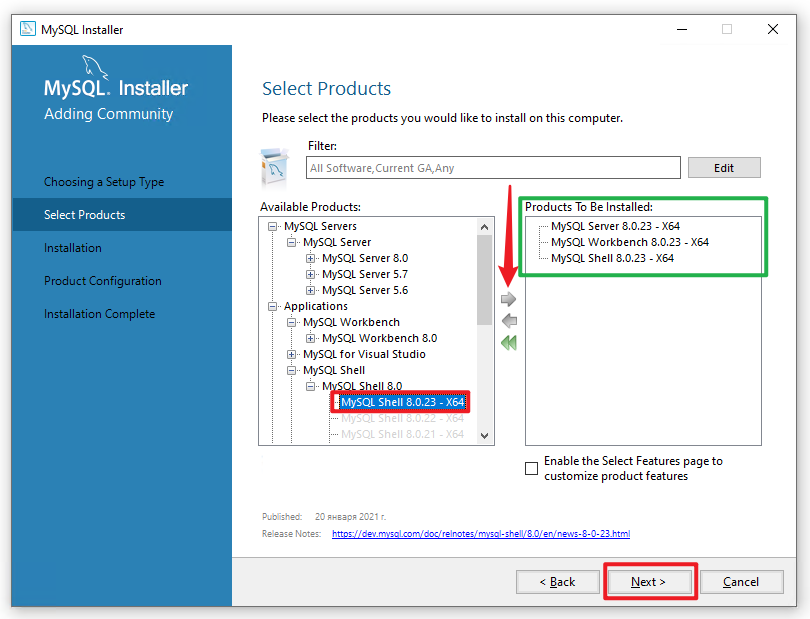 MySQL Installer
MySQL. Installer
Adding Community
Choosing a Setup Type
Select Products
Installation
Product Configuration
Installation Complete
Select Products
Please select the products you would like to install on this computer.
Filter:
All Software,Current GA,Any
Edit
Available Products:
MySQL Servers
MySQL Server
MySQL Server 8.0
MySQL Server 5.7
MySQL Server 5.6
Applications
MySQL Workbench
MySQL Workbench 8.0
MySQL for Visual Studio
MySQL Shell
MySQL Shell 8.0
MySQL Shell 8.0.23 - X64
MySQL Shell 8.0.22 - X64
MySQL Shell 8.0.21 - X64
Products To Be Installed:
MySQL Server 8.0.23 - X64
MySQL Workbench 8.0.23 - X64
MySQL Shell 8.0.23 - X64
Enable the Select Features page to
customize product features
Published: 20 января 2021 г.
Release Notes: https://dev.mysql.com/doc/relnotes/mysql-shell/8.0/en/news-8-0-23.html
< Back
Next >
Cancel